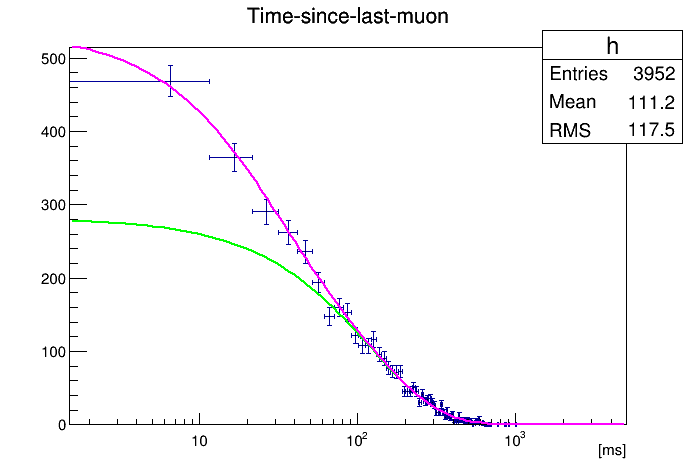 Time-since-last-muon
h
Entries 3952
Mean 111.2
RMS 117.5
500
400
300
200
100
0
10 10² 10³
[ms]